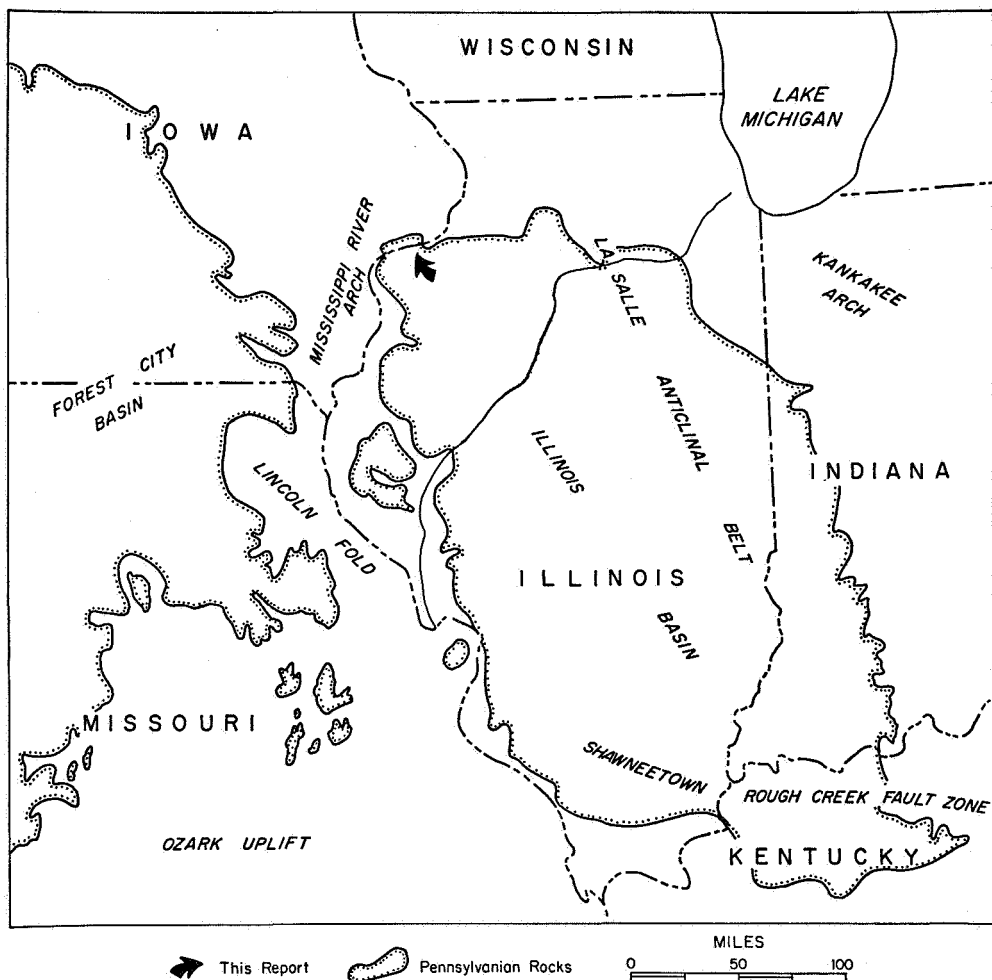 WISCONSIN
LAKE
MICHIGAN
IOWA
MISSISSIPPI RIVER
ARCH
LA SALLE
KANKAKEE
ARCH
FOREST CITY
BASIN
ANTICLINAL
ILLINOIS
INDIANA
LINCOLN
FOLD
BELT
ILLINOIS
BASIN
MISSOURI
SHAWNEETOWN
ROUGH CREEK FAULT ZONE
OZARK UPLIFT
KENTUCKY
This Report
Pennsylvanian Rocks
MILES
0 50 100